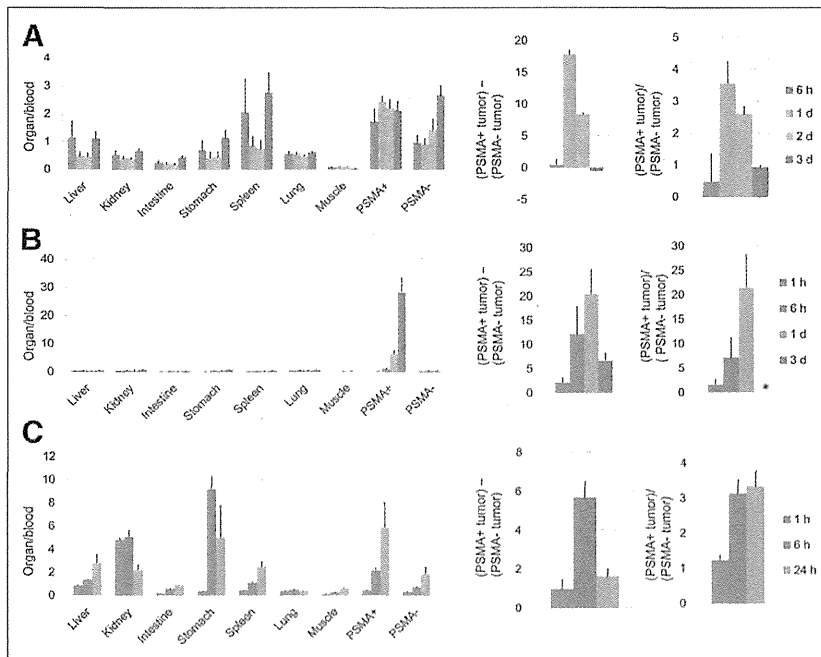 A
Organ/blood
4
3
2
1
0
Liver
Kidney
Intestine
Stomach
Spleen
Lung
Muscle
PSMA+
PSMA-
(PSMA+ tumor) –
(PSMA- tumor)
20
15
10
5
0
-5
(PSMA+ tumor)/
(PSMA- tumor)
5
4
3
2
1
0
6 h
1 d
2 d
3 d
B
Organ/blood
40
30
20
10
0
Liver
Kidney
Intestine
Stomach
Spleen
Lung
Muscle
PSMA+
PSMA-
(PSMA+ tumor) –
(PSMA- tumor)
30
25
20
15
10
5
0
(PSMA+ tumor)/
( PSMA- tumor)
30
25
20
15
10
5
0
*
1 h
6 h
1 d
3 d
C
Organ/blood
12
10
8
6
4
2
0
Liver
Kidney
Intestine
Stomach
Spleen
Lung
Muscle
PSMA+
PSMA-
(PSMA+ tumor) –
(PSMA- tumor)
8
6
4
2
0
(PSMA+ tumor)/
(PSMA- tumor)
4
3
2
1
0
1 h
6 h
24 h